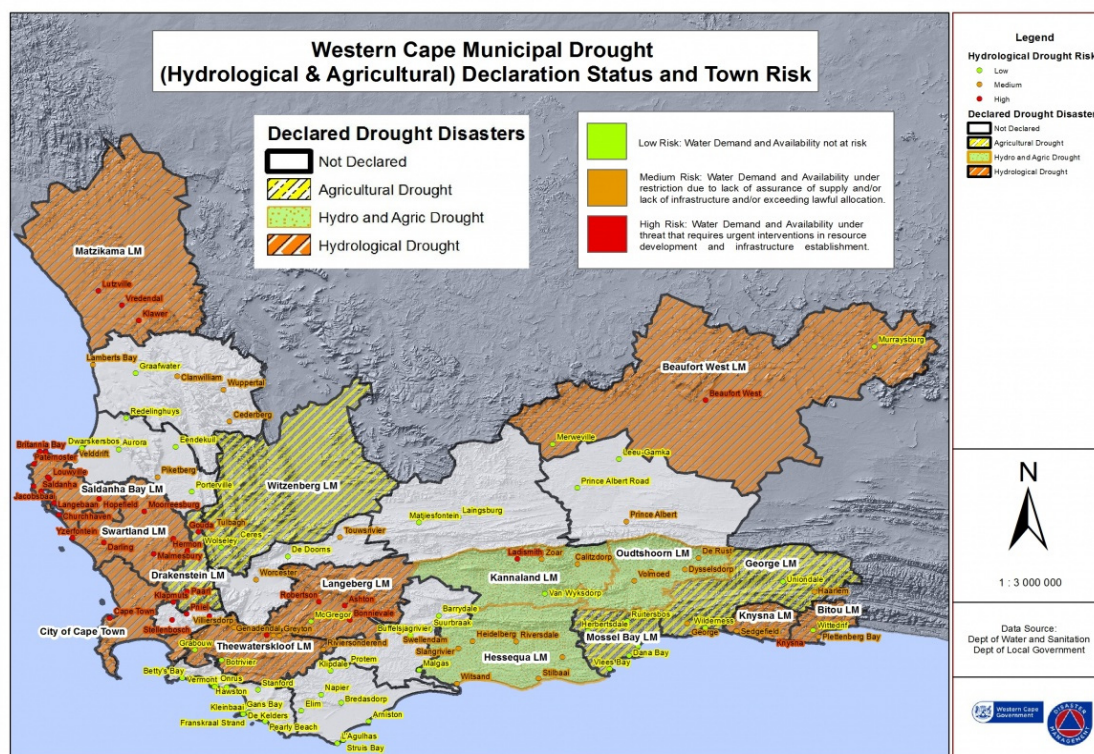 Western Cape Municipal Drought
(Hydrological & Agricultural) Declaration Status and Town Risk
Declared Drought Disasters
Not Declared
Agricultural Drought
Hydro and Agric Drought
Hydrological Drought
Low Risk: Water Demand and Availability not at risk
Medium Risk: Water Demand and Availability under
restriction due to lack of assurance of supply and/or
lack of infrastructure and/or exceeding lawful allocation.
High Risk: Water Demand and Availability under
threat that requires urgent interventions in resource
development and infrastructure establishment.
Matzikama LM
Lutzville
Vredendal
Klawer
Lamberts Bay
Graafwater
Clanwilliam
Wuppertal
Cederberg
Redelinghuys
Dwarskersbos
Aurora
Eendekuil
Velddrift
Britannia Bay
Paternoster
Louwville
Saldanha
Jacobsbaai
Saldanha Bay LM
Piketberg
Porterville
Langebaan
Hopefield
Moorreesburg
Churchhaven
Yzerfontein
Swartland LM
Darling
Hermon
Malmesbury
Gouda
Tulbagh
Wolseley
Ceres
Witzenberg LM
De Doorns
Touwsrivier
Matjiesfontein
Laingsburg
Beaufort West LM
Murraysburg
Beaufort West
Merweville
Leeu-Gamka
Prince Albert Road
Prince Albert
Drakenstein LM
Klapmuts
Paarl
Pniel
Worcester
Langeberg LM
Robertson
Ashton
McGregor
Bonnievale
Cape Town
City of Cape Town
Stellenbosch
Villiersdorp
Genadendal
Greyton
Riviersonderend
Grabouw
Theewaterskloof LM
Botrivier
Betty's Bay
Vermont
Onrus
Hawston
Kleinbaai
Gans Bay
De Kelders
Franskraal Strand
Pearly Beach
Stanford
Klipdale
Protem
Napier
Elim
Bredasdorp
Arniston
L'Agulhas
Struis Bay
Barrydale
Suurbraak
Buffelsjagrivier
Swellendam
Slangrivier
Malgas
Witsand
Heidelberg
Riversdale
Hessequa LM
Stilbaai
Ladismith
Zoar
Calitzdorp
Kannaland LM
Van Wyksdorp
Oudtshoorn LM
De Rust
Dysselsdorp
Volmoed
George LM
Uniondale
Haarlem
Herbertsdale
Ruitersbos
Mossel Bay LM
Dana Bay
Vlees Bay
Wilderness
George
Sedgefield
Knysna LM
Knysna
Bitou LM
Wittedrif
Plettenberg Bay
Legend
Hydrological Drought Risk
Low
Medium
High
Declared Drought Disasters
Not Declared
Agricultural Drought
Hydro and Agric Drought
Hydrological Drought
N
1 : 3 000 000
Data Source:
Dept of Water and Sanitation
Dept of Local Government
Western Cape
Government
DISASTER
MANAGEMENT